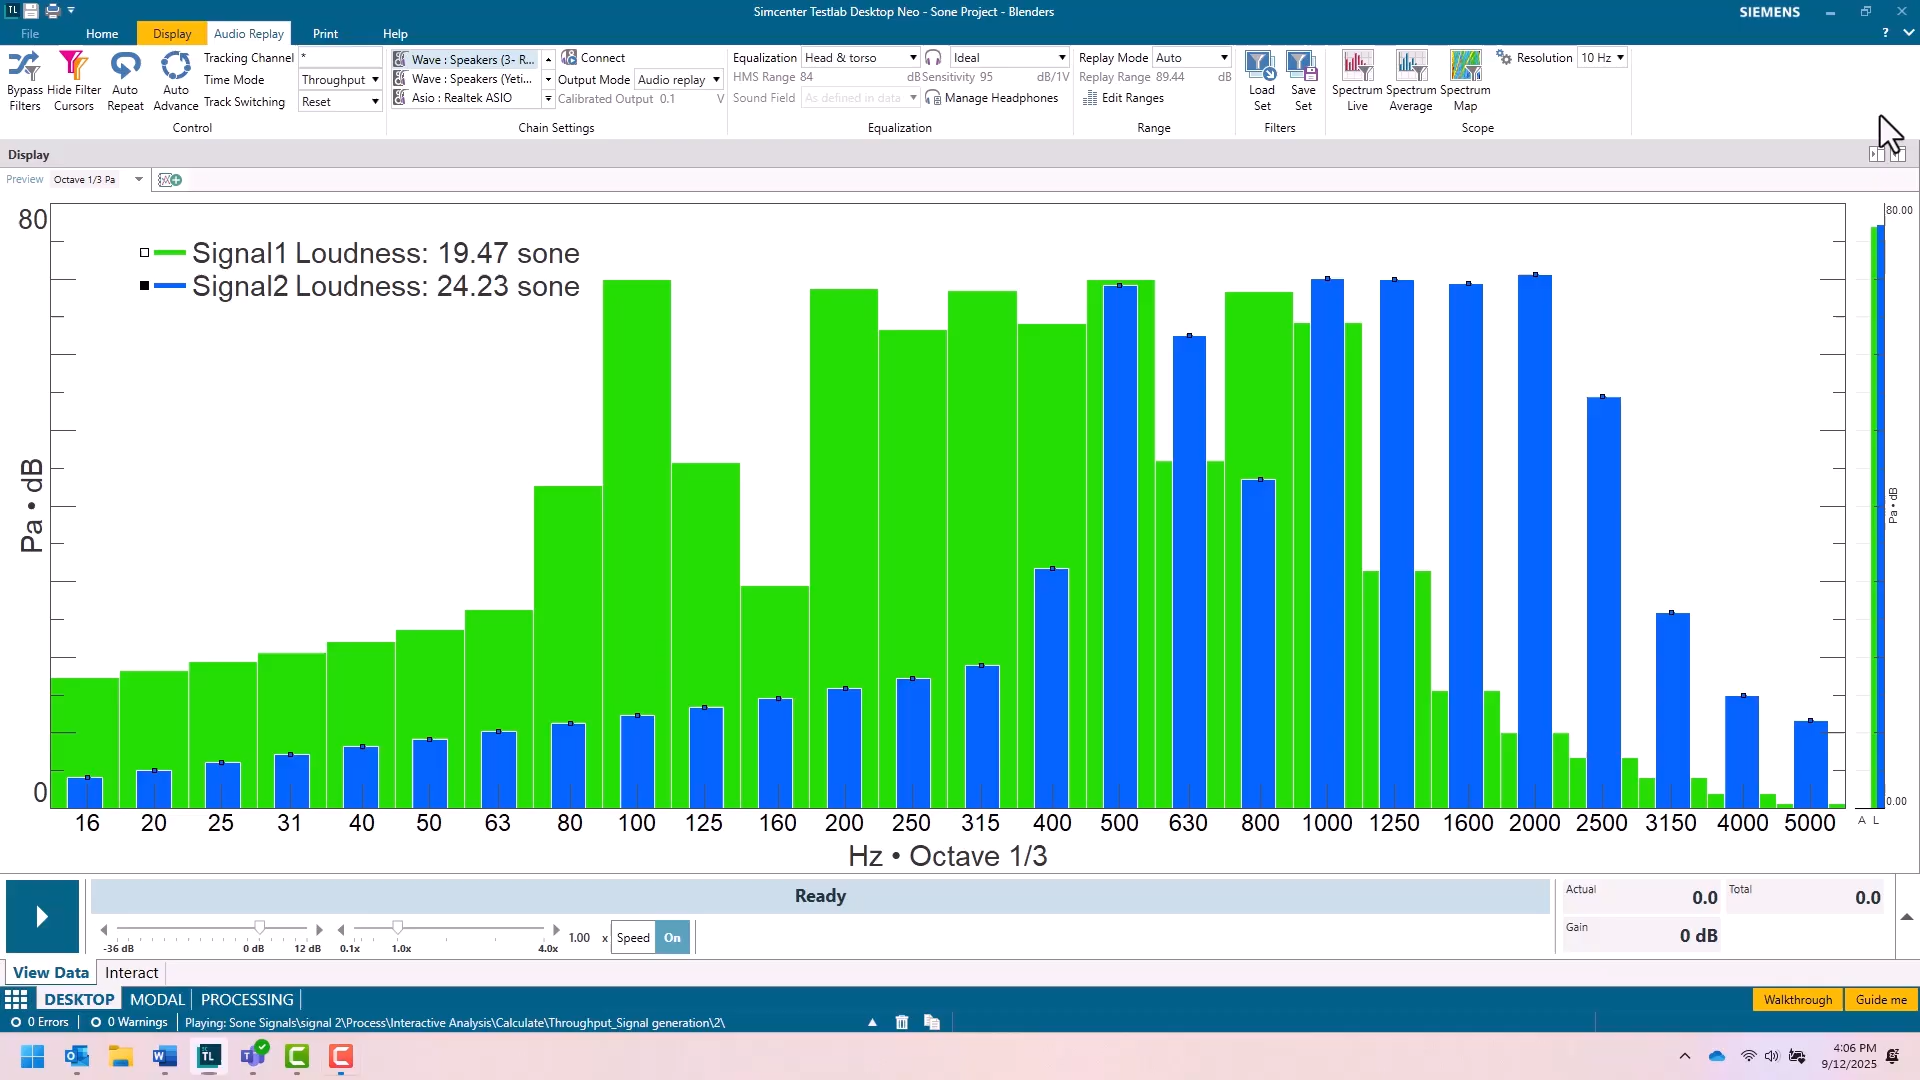 TL
Simcenter Testlab Desktop Neo - Sone Project - Blenders
SIEMENS
File
Home
Display
Audio Replay
Print
Help
?
Bypass Filters
Hide Filter Cursors
Auto Repeat
Auto Advance
Tracking Channel *
Time Mode Throughput
Track Switching Reset
Control
Wave : Speakers (3- R...
Wave : Speakers (Yeti...
Asio : Realtek ASIO
Connect
Output Mode Audio replay
Calibrated Output 0.1 V
Chain Settings
Equalization Head & torso Ideal
HMS Range 84 dB Sensitivity 95 dB/1V
Sound Field As defined in data Manage Headphones
Equalization
Replay Mode Auto
Replay Range 89.44 dB
Edit Ranges
Range
Load Set
Save Set
Filters
Spectrum Live
Spectrum Average
Spectrum Map
Resolution 10 Hz
Scope
Display
Preview Octave 1/3 Pa
80
Signal1 Loudness: 19.47 sone
Signal2 Loudness: 24.23 sone
Pa • dB
0
80.00
Pa • dB
0.00
A L
16 20 25 31 40 50 63 80 100 125 160 200 250 315 400 500 630 800 1000 1250 1600 2000 2500 3150 4000 5000
Hz • Octave 1/3
Ready
-36 dB 0 dB 12 dB
0.1x 1.0x 4.0x
1.00 x Speed On
Actual 0.0
Total 0.0
Gain 0 dB
View Data
Interact
DESKTOP MODAL PROCESSING
Walkthrough
Guide me
0 Errors 0 Warnings Playing: Sone Signals\signal 2\Process\Interactive Analysis\Calculate\Throughput_Signal generation\2\
TL
4:06 PM
9/12/2025